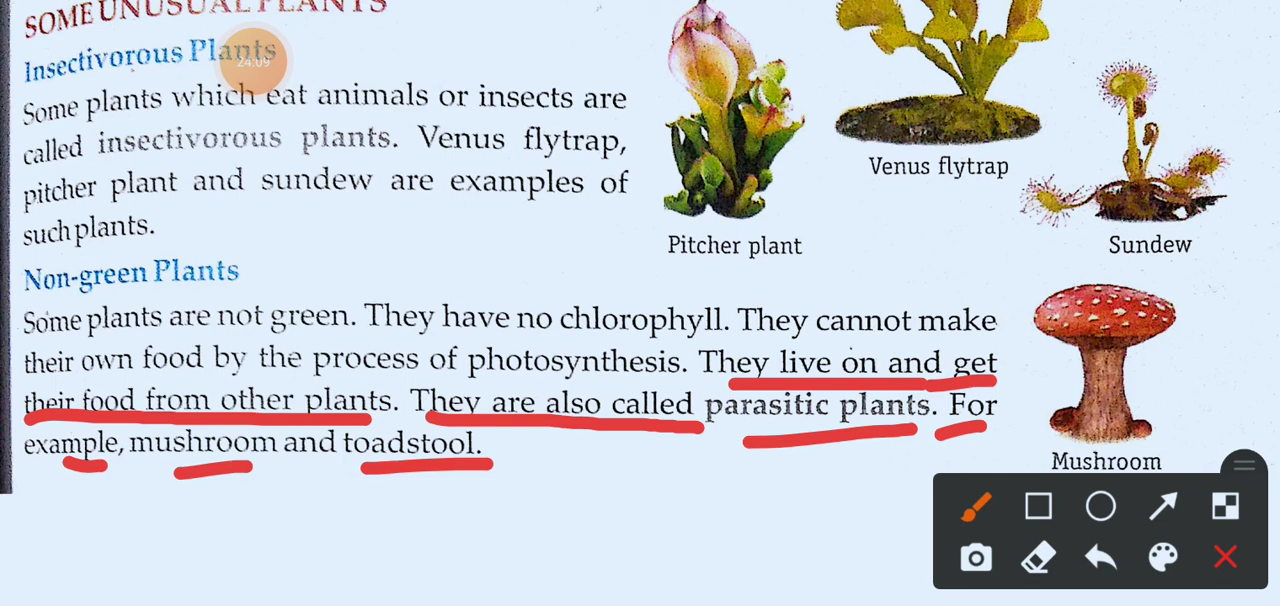 SOME UNUSUAL PLANTS
Insectivorous Plants
24:09
Some plants which eat animals or insects are
called insectivorous plants. Venus flytrap,
pitcher plant and sundew are examples of
such plants.
Venus flytrap
Pitcher plant
Sundew
Non-green Plants
Some plants are not green. They have no chlorophyll. They cannot make
their own food by the process of photosynthesis. They live on and get
their food from other plants. They are also called parasitic plants. For
example, mushroom and toadstool.
Mushroom